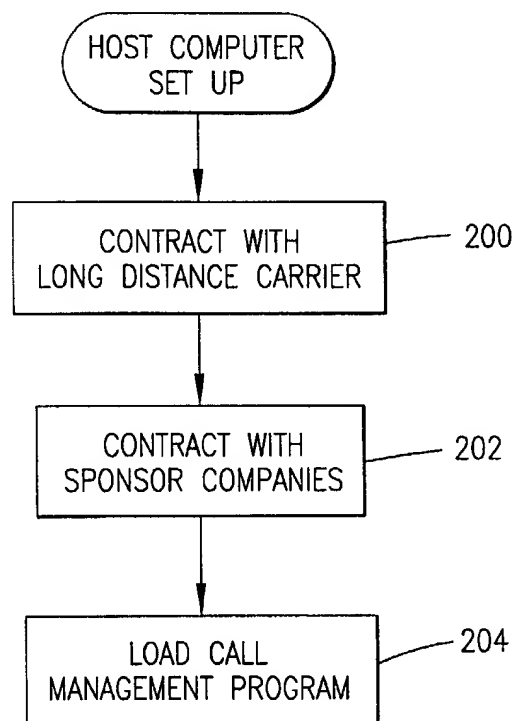 HOST COMPUTER
SET UP
CONTRACT WITH
LONG DISTANCE CARRIER
200
CONTRACT WITH
SPONSOR COMPANIES
202
LOAD CALL
MANAGEMENT PROGRAM
204